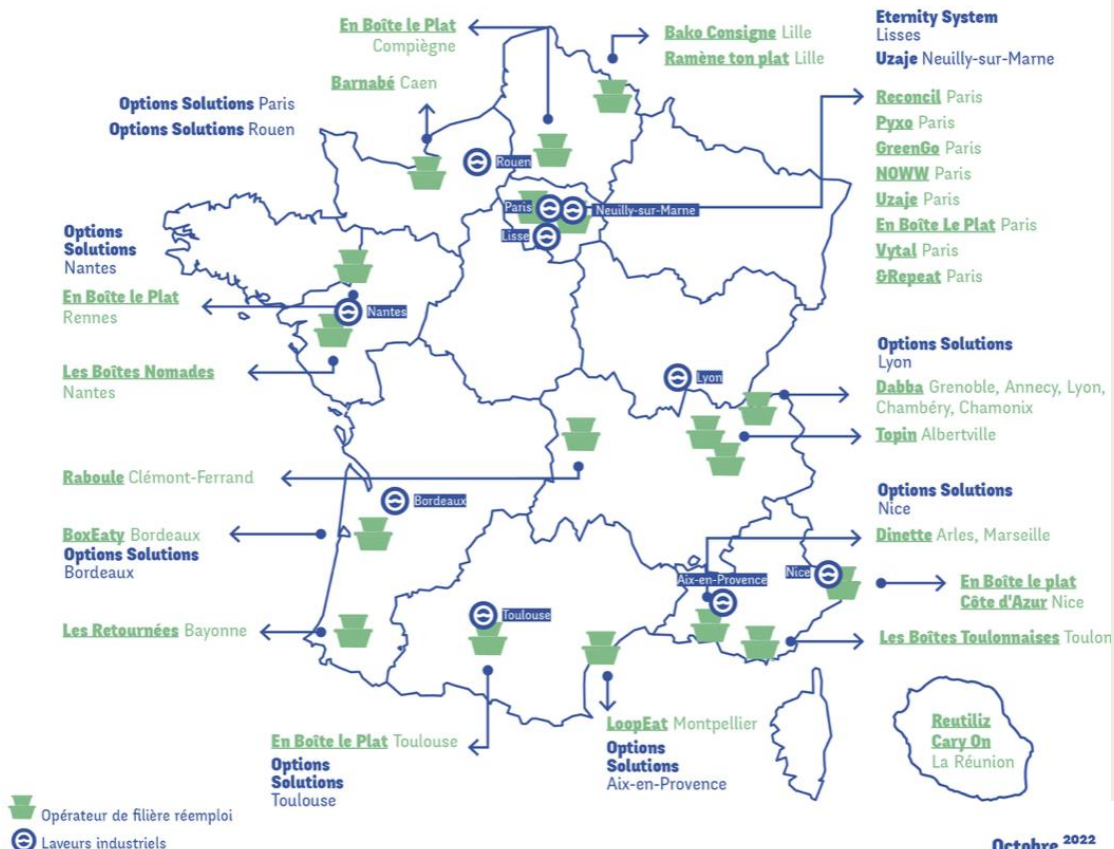 En Boîte le Plat
Compiègne
Barnabé Caen
Options Solutions Paris
Options Solutions Rouen
Bako Consigne Lille
Ramène ton plat Lille
Eternity System
Lisses
Uzaje Neuilly-sur-Marne
Reconcil Paris
Pyxo Paris
GreenGo Paris
NOWW Paris
Uzaje Paris
En Boîte Le Plat Paris
Vytal Paris
&Repeat Paris
Rouen
Paris
Neuilly-sur-Marne
Lisse
Options
Solutions
Nantes
En Boîte le Plat
Rennes
Nantes
Les Boîtes Nomades
Nantes
Lyon
Options Solutions
Lyon
Dabba Grenoble, Annecy, Lyon,
Chambéry, Chamonix
Topin Albertville
Raboule Clémont-Ferrand
Bordeaux
BoxEaty Bordeaux
Options Solutions
Bordeaux
Options Solutions
Nice
Dinette Arles, Marseille
Aix-en-Provence
Nice
En Boîte le plat
Côte d'Azur Nice
Les Retournées Bayonne
Toulouse
Les Boîtes Toulonnaises Toulon
En Boîte le Plat Toulouse
Options
Solutions
Toulouse
LoopEat Montpellier
Options
Solutions
Aix-en-Provence
Reutiliz
Cary On
La Réunion
Opérateur de filière réemploi
Laveurs industriels
Octobre 2022